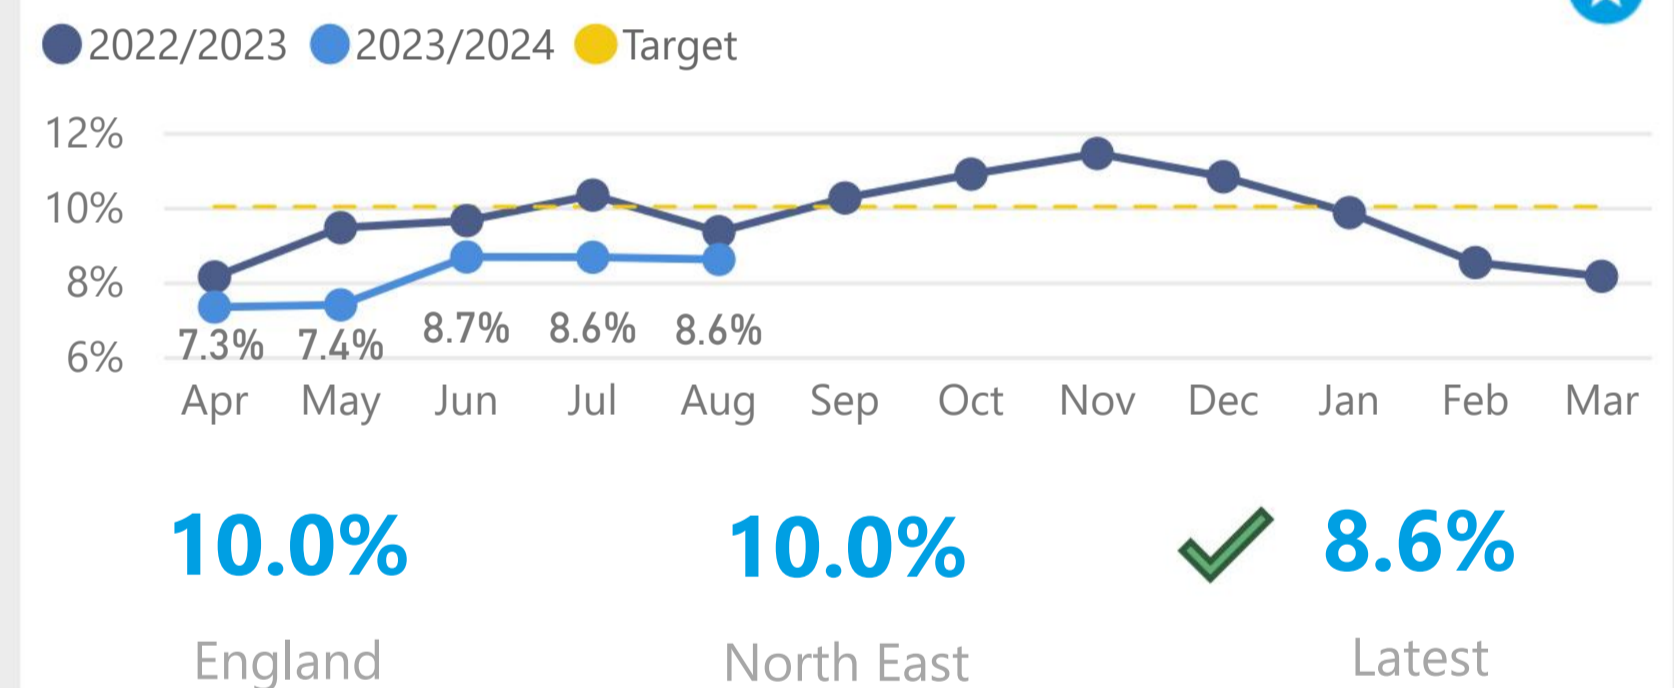 2022/2023 2023/2024 Target
12%
10%
8%
6%
7.3% 7.4% 8.7% 8.6% 8.6%
Apr May Jun Jul Aug Sep Oct Nov Dec Jan Feb Mar
10.0% 10.0% 8.6%
England North East Latest